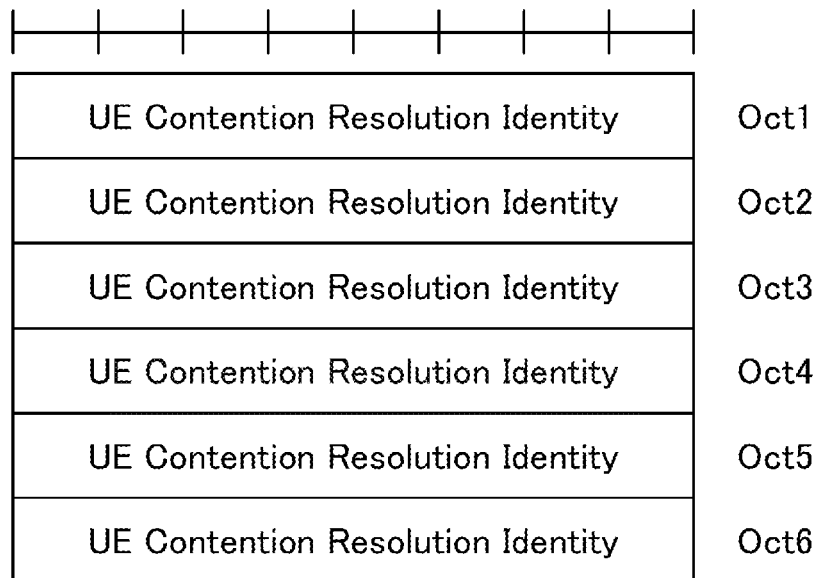 UE Contention Resolution Identity Oct1
UE Contention Resolution Identity Oct2
UE Contention Resolution Identity Oct3
UE Contention Resolution Identity Oct4
UE Contention Resolution Identity Oct5
UE Contention Resolution Identity Oct6